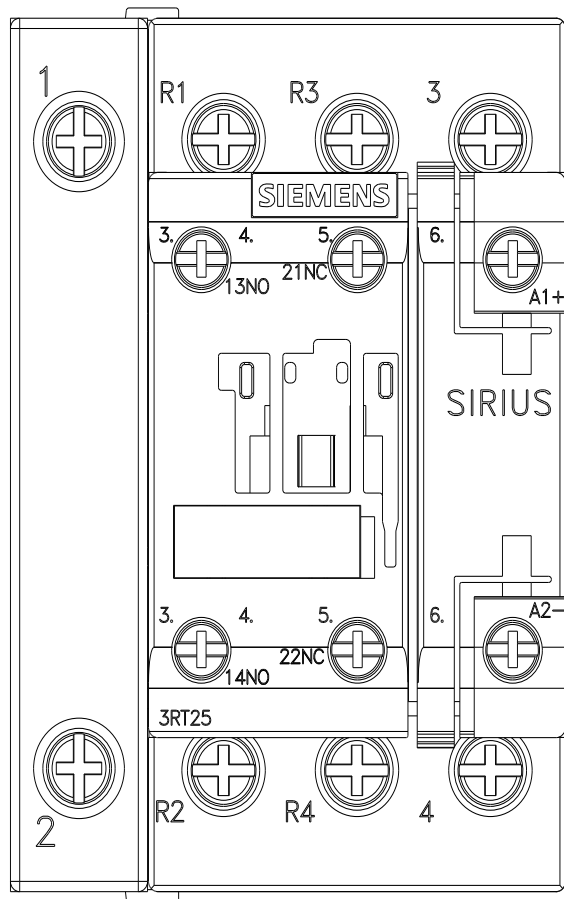 1 R1 R3 3
SIEMENS
3. 4. 5. 6.
13NO 21NC
A1+
SIRIUS
A2-
3. 4. 5. 6.
14NO 22NC
3RT25
R2 R4 4
2